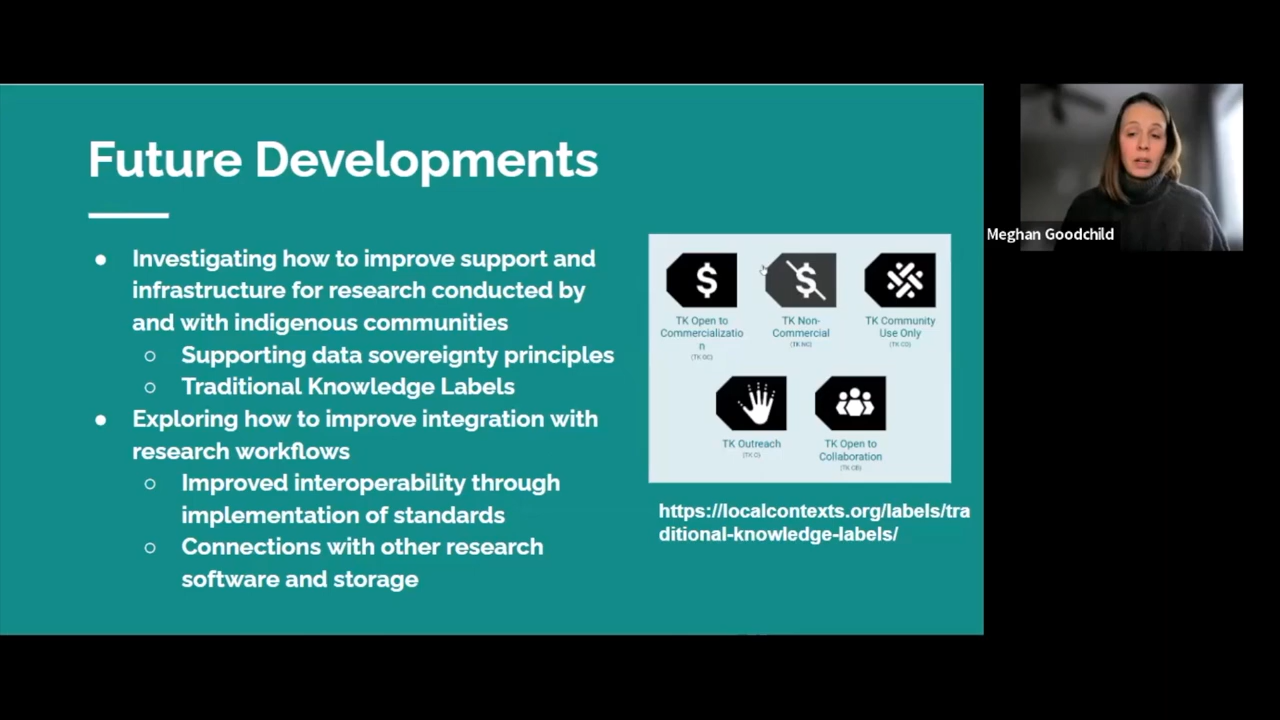 Future Developments
● Investigating how to improve support and
infrastructure for research conducted by
and with indigenous communities
○ Supporting data sovereignty principles
○ Traditional Knowledge Labels
● Exploring how to improve integration with
research workflows
○ Improved interoperability through
implementation of standards
○ Connections with other research
software and storage
TK Open to
Commercializatio
n
(TK OC)
TK Non-
Commercial
(TK NC)
TK Community
Use Only
(TK CO)
TK Outreach
(TK O)
TK Open to
Collaboration
(TK CB)
https://localcontexts.org/labels/tra
ditional-knowledge-labels/
Meghan Goodchild